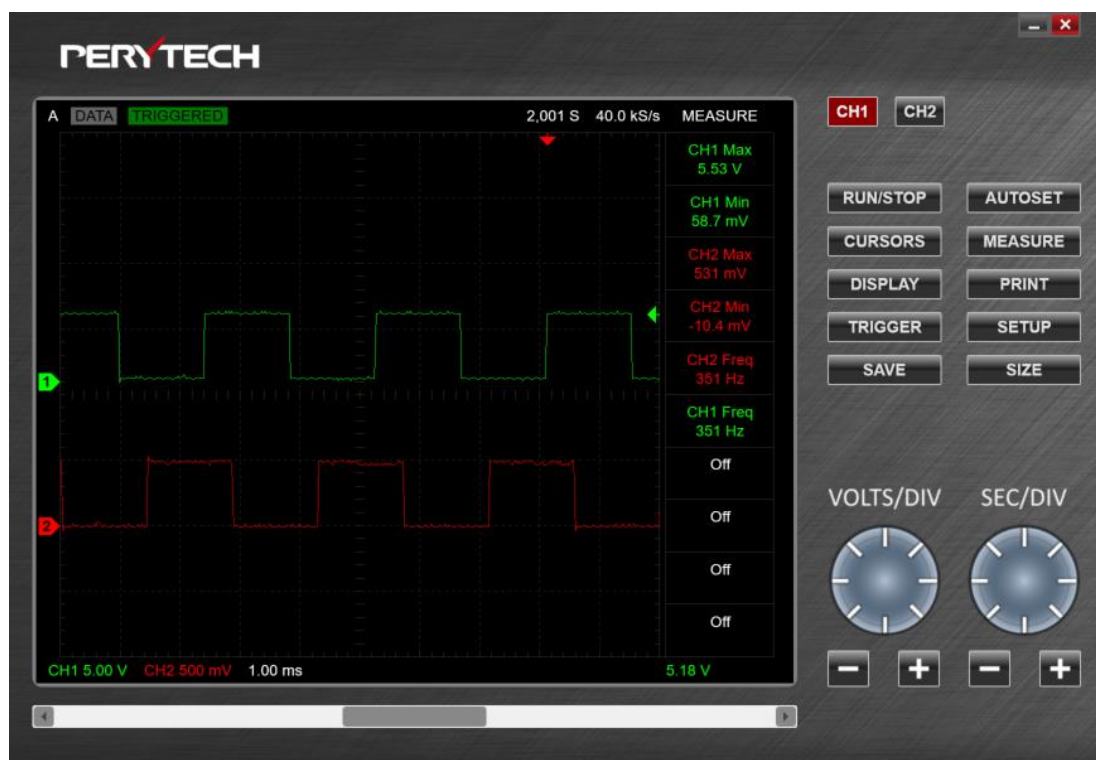 PERYTECH
A DATA TRIGGERED 2,001 S 40.0 kS/s MEASURE
CH1 Max
5.53 V
CH1 Min
58.7 mV
CH2 Max
531 mV
CH2 Min
-10.4 mV
CH2 Freq
351 Hz
CH1 Freq
351 Hz
Off
Off
Off
Off
1
2
CH1 5.00 V CH2 500 mV 1.00 ms 5.18 V
CH1 CH2
RUN/STOP AUTOSET
CURSORS MEASURE
DISPLAY PRINT
TRIGGER SETUP
SAVE SIZE
VOLTS/DIV SEC/DIV
− + − +